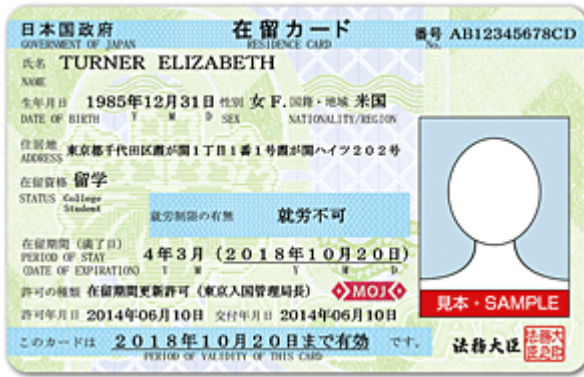 日本国政府 在留カード 番号 AB12345678CD
GOVERNMENT OF JAPAN RESIDENCE CARD No.
氏名 TURNER ELIZABETH
NAME
生年月日 1985年12月31日 性別 女 F. 国籍・地域 米国
DATE OF BIRTH Y M D SEX NATIONALITY/REGION
住居地 東京都千代田区霞が関1丁目1番1号霞が関ハイツ202号
ADDRESS
在留資格 留学
STATUS College
Student
就労制限の有無 就労不可
在留期間 (満了日) 4年3月 (2018年10月20日)
PERIOD OF STAY
(DATE OF EXPIRATION) Y M Y M D
許可の種類 在留期間更新許可 (東京入国管理局長) MOJ
見本・SAMPLE
許可年月日 2014年06月10日 交付年月日 2014年06月10日
このカードは 2018年10月20日まで有効 です。
PERIOD OF VALIDITY OF THIS CARD
法務大臣